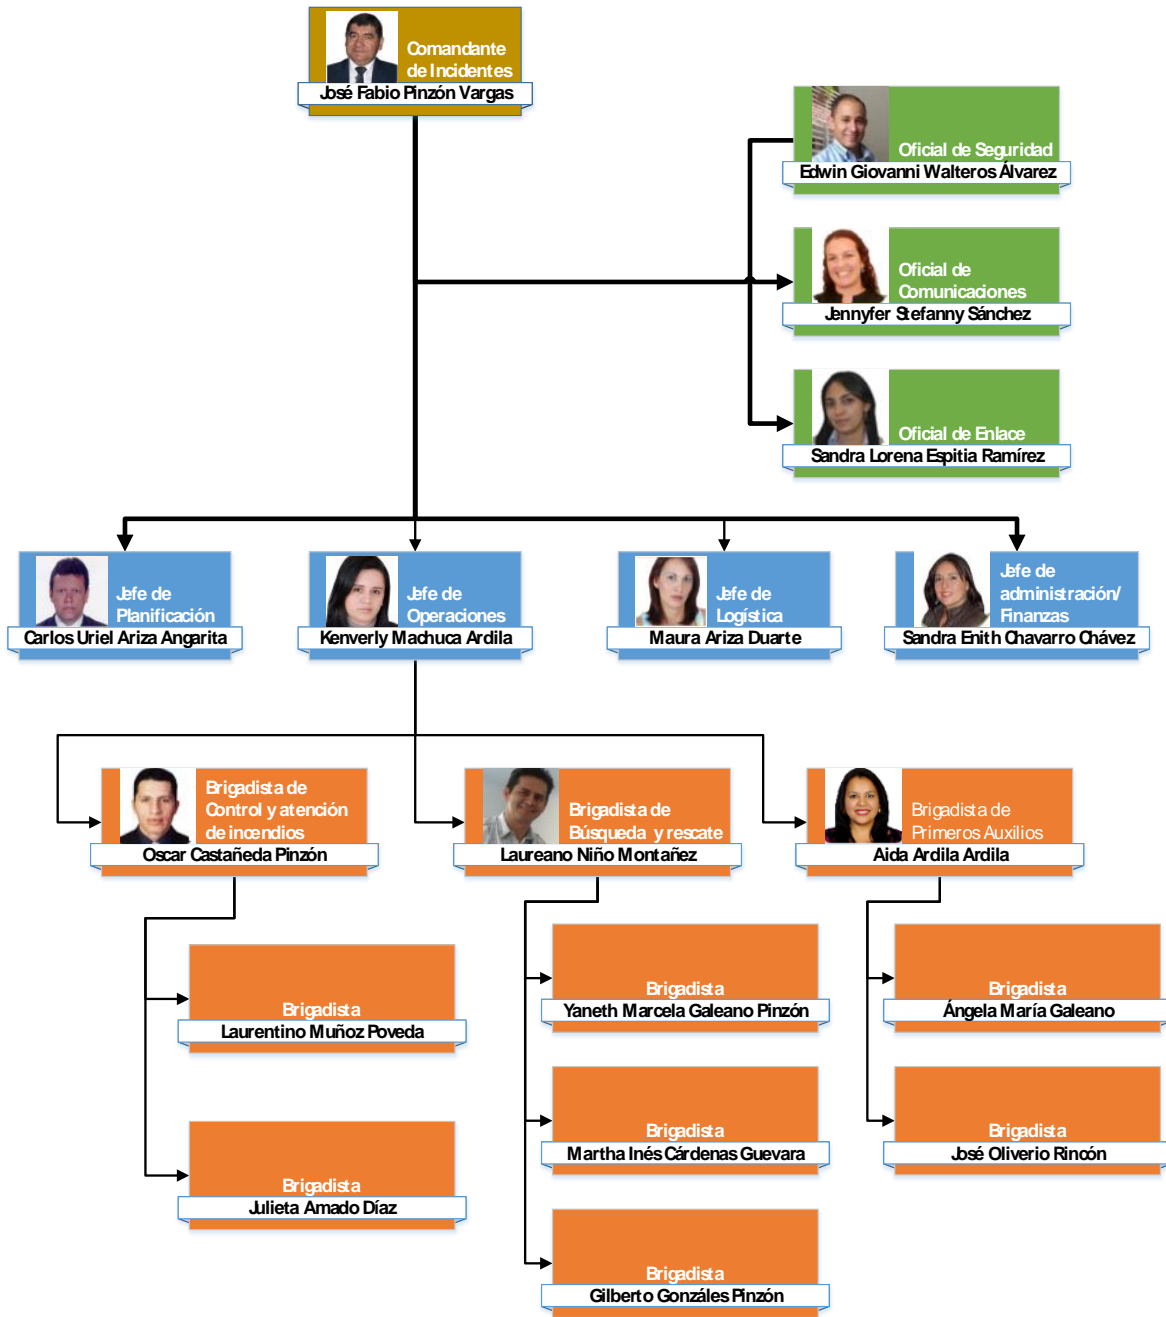 Comandante
de Incidentes
José Fabio Pinzón Vargas
Oficial de Seguridad
Edwin Giovanni Walteros Álvarez
Oficial de
Comunicaciones
Jennyfer Stefanny Sánchez
Oficial de Enlace
Sandra Lorena Espitia Ramírez
Jefe de
Planificación
Carlos Uriel Ariza Angarita
Jefe de
Operaciones
Kenverly Machuca Ardila
Jefe de
Logística
Maura Ariza Duarte
Jefe de
administración/
Finanzas
Sandra Enith Chavarro Chávez
Brigadista de
Control y atención
de incendios
Oscar Castañeda Pinzón
Brigadista de
Búsqueda y rescate
Laureano Niño Montañez
Brigadista de
Primeros Auxilios
Aida Ardila Ardila
Brigadista
Laurentino Muñoz Poveda
Brigadista
Julieta Amado Díaz
Brigadista
Yaneth Marcela Galeano Pinzón
Brigadista
Martha Inés Cárdenas Guevara
Brigadista
Gilberto Gonzáles Pinzón
Brigadista
Ángela María Galeano
Brigadista
José Oliverio Rincón